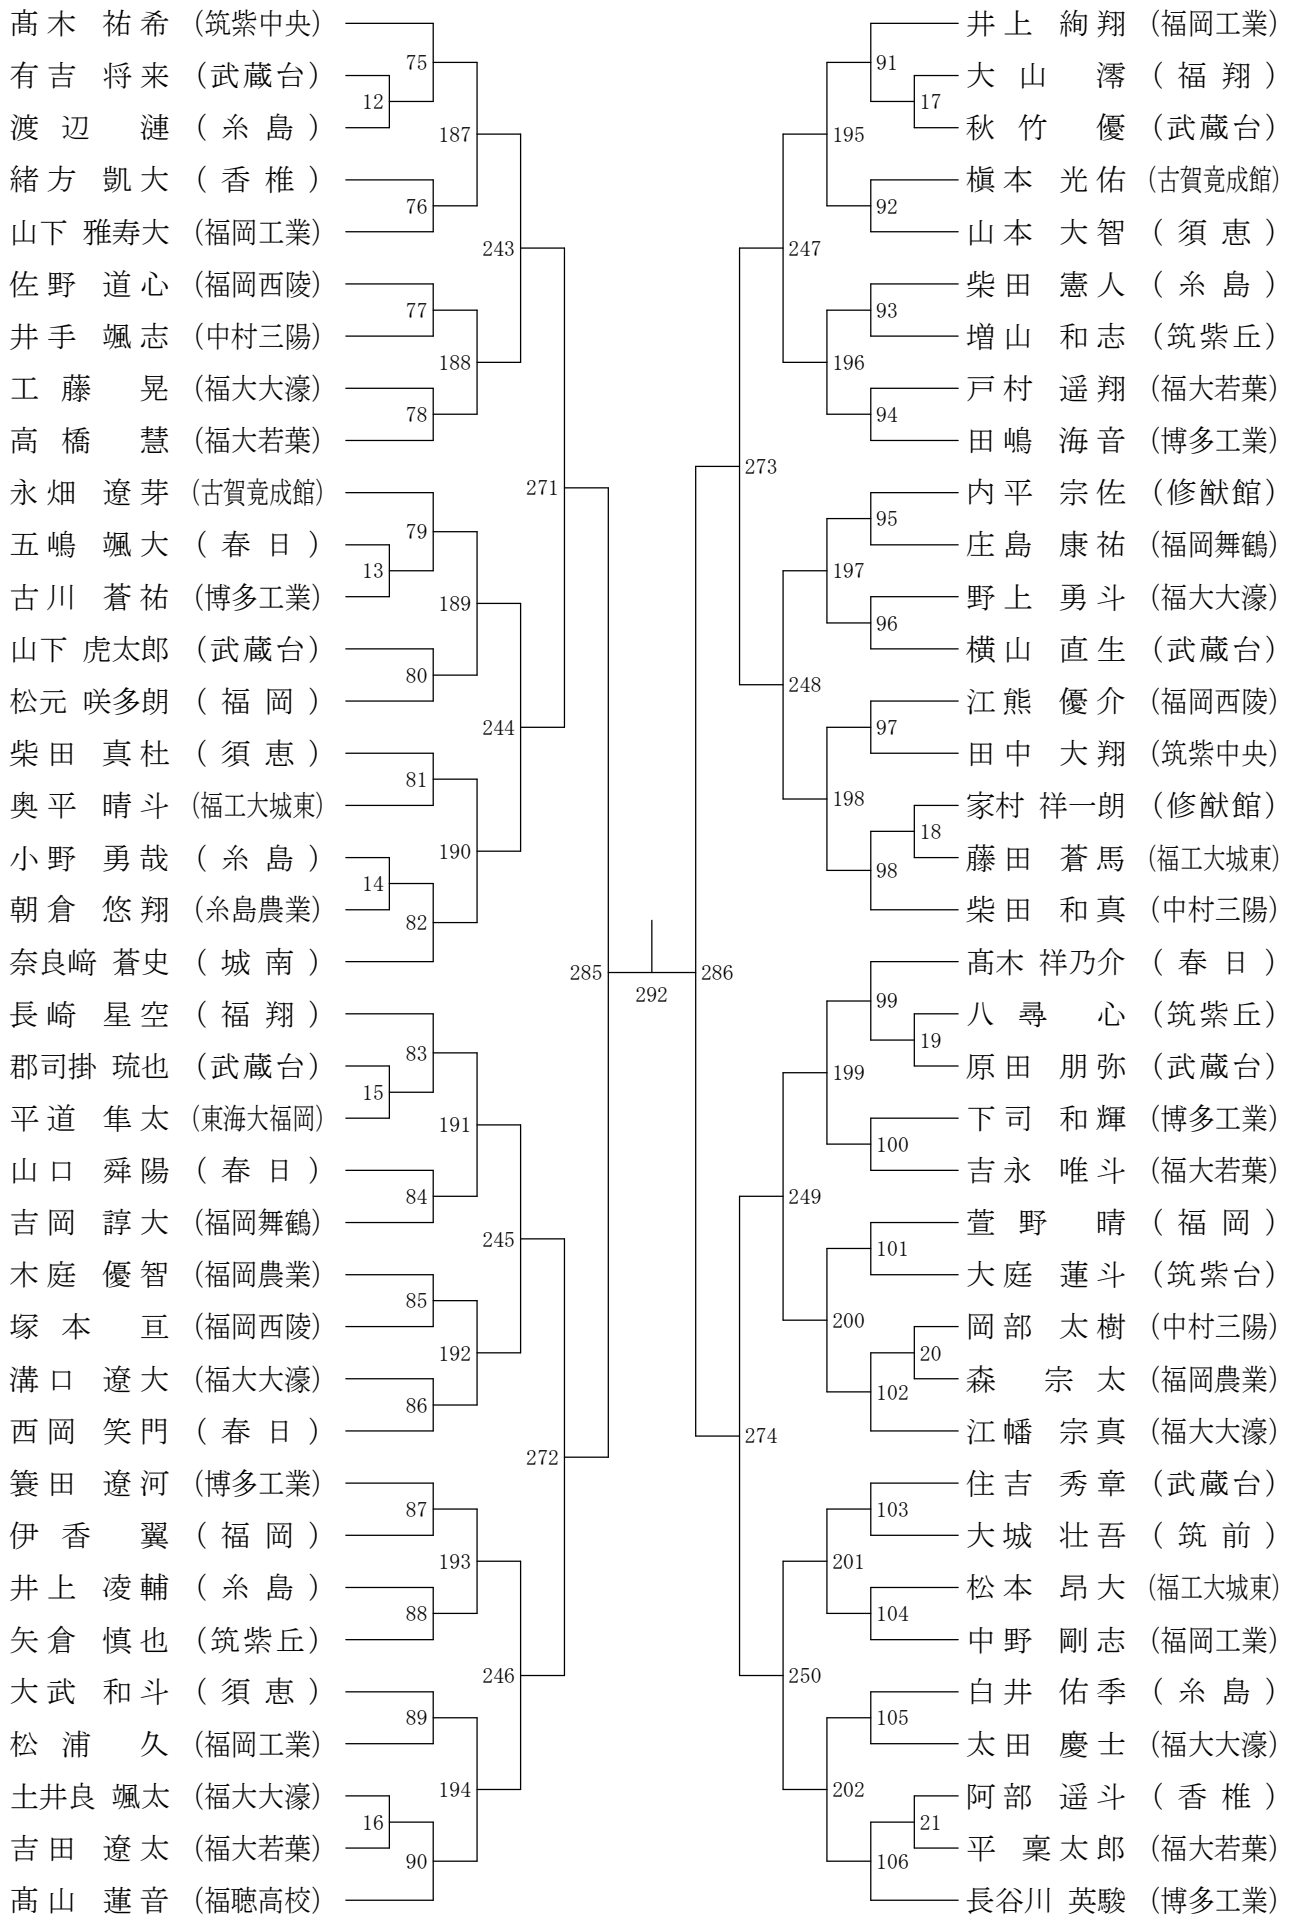 髙木 祐希 (筑紫中央)
75
有吉 将来 (武蔵台)
12
渡辺 漣 (糸島)
187
緒方 凱大 (香椎)
76
山下 雅寿大 (福岡工業)
243
佐野 道心 (福岡西陵)
77
井手 颯志 (中村三陽)
188
工藤 晃 (福大大濠)
78
高橋 慧 (福大若葉)
271
永畑 遼芽 (古賀竟成館)
79
五嶋 颯大 (春日)
13
古川 蒼祐 (博多工業)
189
山下 虎太郎 (武蔵台)
80
松元 咲多朗 (福岡)
244
柴田 真杜 (須恵)
81
奥平 晴斗 (福工大城東)
190
小野 勇哉 (糸島)
14
朝倉 悠翔 (糸島農業)
82
奈良﨑 蒼史 (城南)
285
292
長崎 星空 (福翔)
83
郡司掛 琉也 (武蔵台)
15
平道 隼太 (東海大福岡)
191
山口 舜陽 (春日)
84
吉岡 諄大 (福岡舞鶴)
245
木庭 優智 (福岡農業)
85
塚本 亘 (福岡西陵)
192
溝口 遼大 (福大大濠)
86
西岡 笑門 (春日)
272
簑田 遼河 (博多工業)
87
伊香 翼 (福岡)
193
井上 凌輔 (糸島)
88
矢倉 慎也 (筑紫丘)
246
大武 和斗 (須恵)
89
松浦 久 (福岡工業)
194
土井良 颯太 (福大大濠)
16
吉田 遼太 (福大若葉)
90
髙山 蓮音 (福聴高校)
井上 絢翔 (福岡工業)
91
大山 澪 (福翔)
17
秋竹 優 (武蔵台)
195
槇本 光佑 (古賀竟成館)
92
山本 大智 (須恵)
247
柴田 憲人 (糸島)
93
増山 和志 (筑紫丘)
196
戸村 遥翔 (福大若葉)
94
田嶋 海音 (博多工業)
273
内平 宗佐 (修猷館)
95
庄島 康祐 (福岡舞鶴)
197
野上 勇斗 (福大大濠)
96
横山 直生 (武蔵台)
248
江熊 優介 (福岡西陵)
97
田中 大翔 (筑紫中央)
198
家村 祥一朗 (修猷館)
18
藤田 蒼馬 (福工大城東)
98
柴田 和真 (中村三陽)
286
髙木 祥乃介 (春日)
99
八尋 心 (筑紫丘)
19
原田 朋弥 (武蔵台)
199
下司 和輝 (博多工業)
100
吉永 唯斗 (福大若葉)
249
萱野 晴 (福岡)
101
大庭 蓮斗 (筑紫台)
200
岡部 太樹 (中村三陽)
20
森 宗太 (福岡農業)
102
江幡 宗真 (福大大濠)
274
住吉 秀章 (武蔵台)
103
大城 壮吾 (筑前)
201
松本 昂大 (福工大城東)
104
中野 剛志 (福岡工業)
250
白井 佑季 (糸島)
105
太田 慶士 (福大大濠)
202
阿部 遥斗 (香椎)
21
平 稟太郎 (福大若葉)
106
長谷川 英駿 (博多工業)